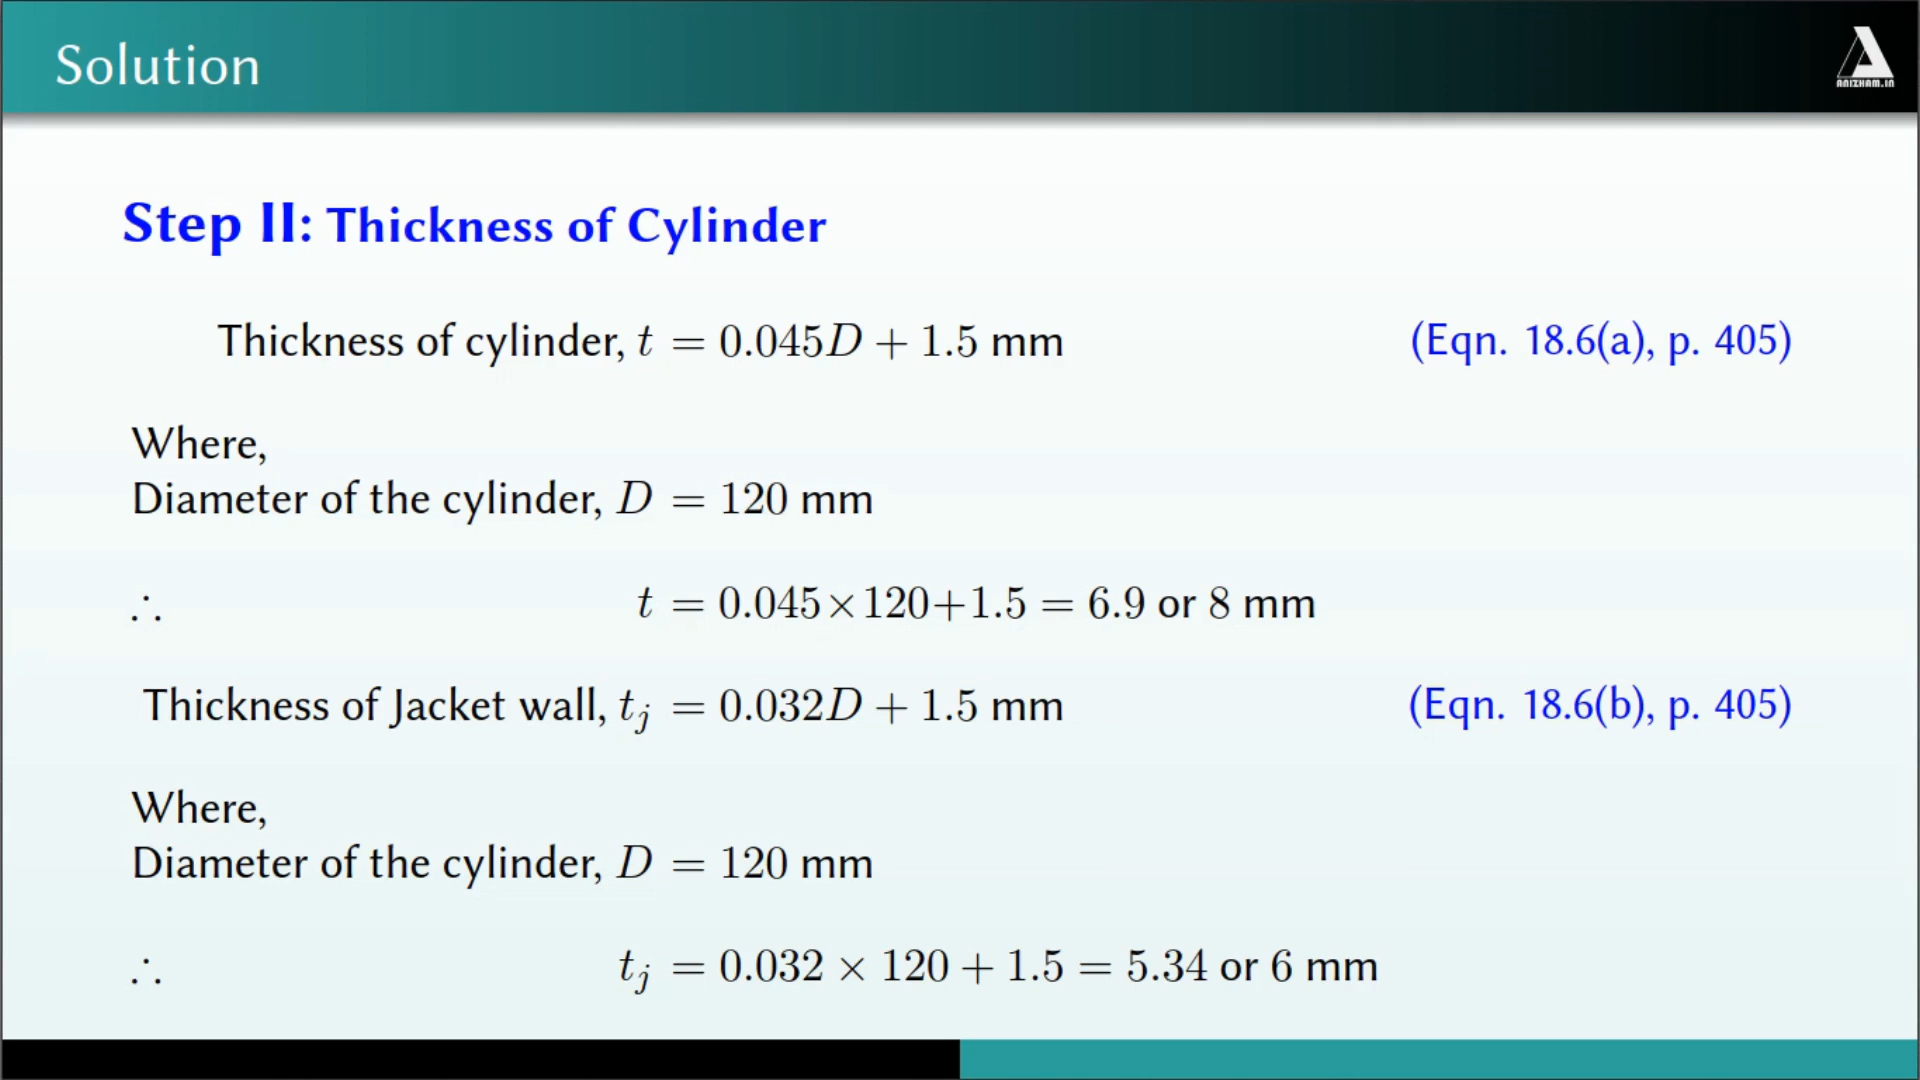 Solution
ANIZHAM.IN
Step II: Thickness of Cylinder
Thickness of cylinder, t = 0.045D + 1.5 mm (Eqn. 18.6(a), p. 405)
Where,
Diameter of the cylinder, D = 120 mm
∴ t = 0.045×120+1.5 = 6.9 or 8 mm
Thickness of Jacket wall, t_j = 0.032D + 1.5 mm (Eqn. 18.6(b), p. 405)
Where,
Diameter of the cylinder, D = 120 mm
∴ t_j = 0.032 × 120 + 1.5 = 5.34 or 6 mm